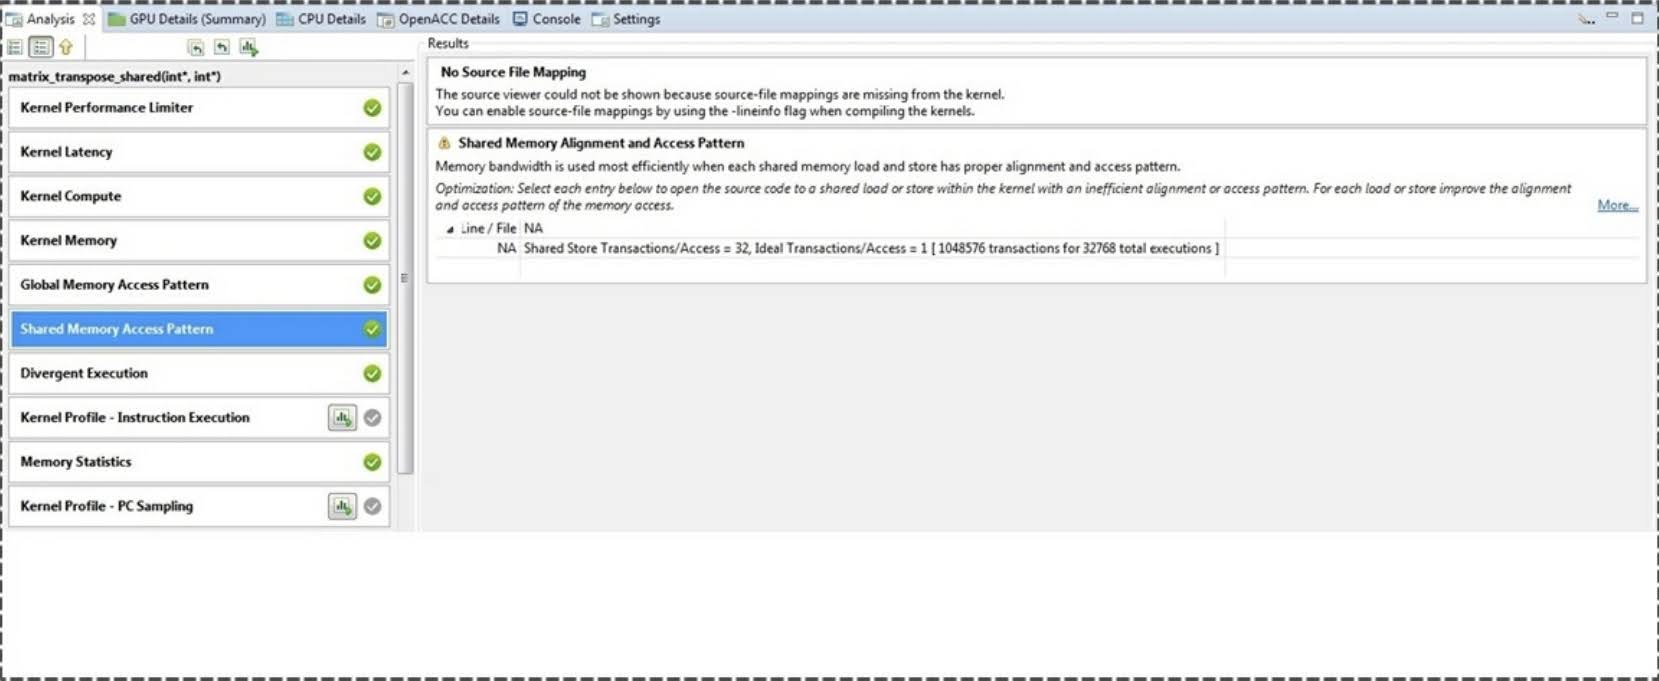 Analysis GPU Details (Summary) CPU Details OpenACC Details Console Settings
matrix_transpose_shared(int*, int*)
Kernel Performance Limiter
Kernel Latency
Kernel Compute
Kernel Memory
Global Memory Access Pattern
Shared Memory Access Pattern
Divergent Execution
Kernel Profile - Instruction Execution
Memory Statistics
Kernel Profile - PC Sampling
Results
No Source File Mapping
The source viewer could not be shown because source-file mappings are missing from the kernel.
You can enable source-file mappings by using the -lineinfo flag when compiling the kernels.
Shared Memory Alignment and Access Pattern
Memory bandwidth is used most efficiently when each shared memory load and store has proper alignment and access pattern.
Optimization: Select each entry below to open the source code to a shared load or store within the kernel with an inefficient alignment or access pattern. For each load or store improve the alignment
and access pattern of the memory access.
More...
Line / File NA
NA Shared Store Transactions/Access = 32, Ideal Transactions/Access = 1 [ 1048576 transactions for 32768 total executions ]